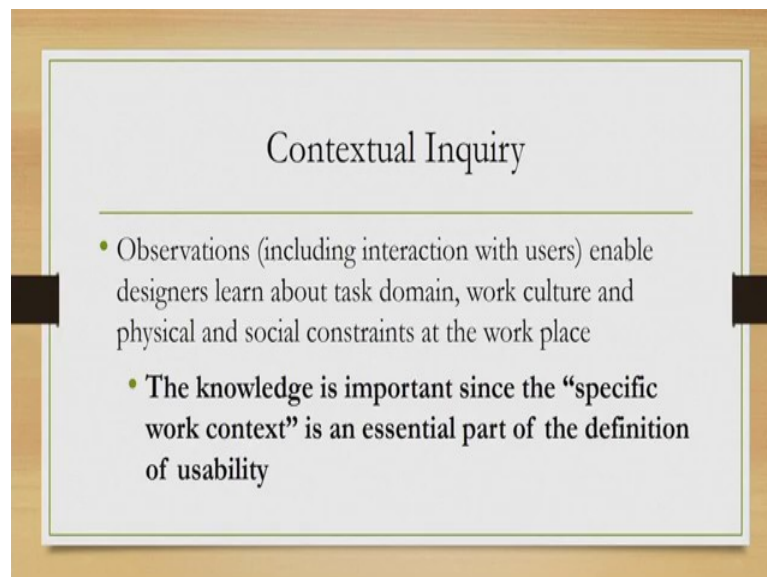 Contextual Inquiry
• Observations (including interaction with users) enable
designers learn about task domain, work culture and
physical and social constraints at the work place
• The knowledge is important since the “specific
work context” is an essential part of the definition
of usability